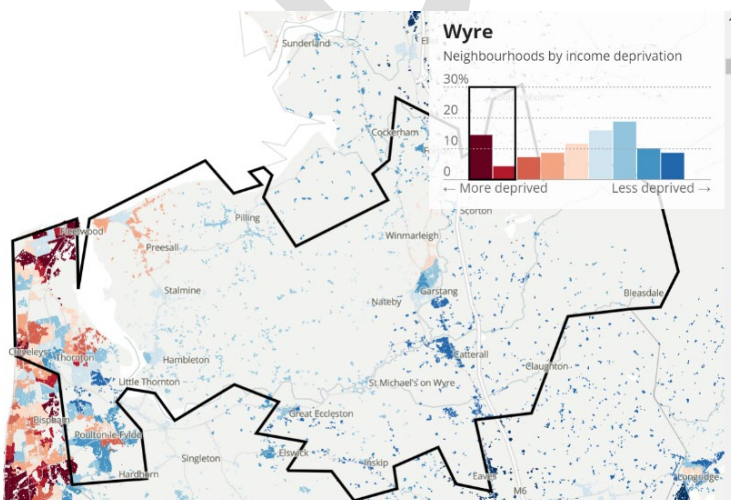 Wyre
Neighbourhoods by income deprivation
30%
20
10
0
← More deprived
Less deprived →
Sunderland
Cockerham
Scorton
Pilling
Winmarleigh
Preesall
Stalmine
Nateby
Garstang
Bleasdale
Catterall
Claughton
Cleveleys
Thornton
Hambleton
Little Thornton
St Michael's on Wyre
Great Eccleston
Bispham
Poulton-le-Fylde
Elswick
Singleton
Hardhorn
Inskip
Longridge
M6